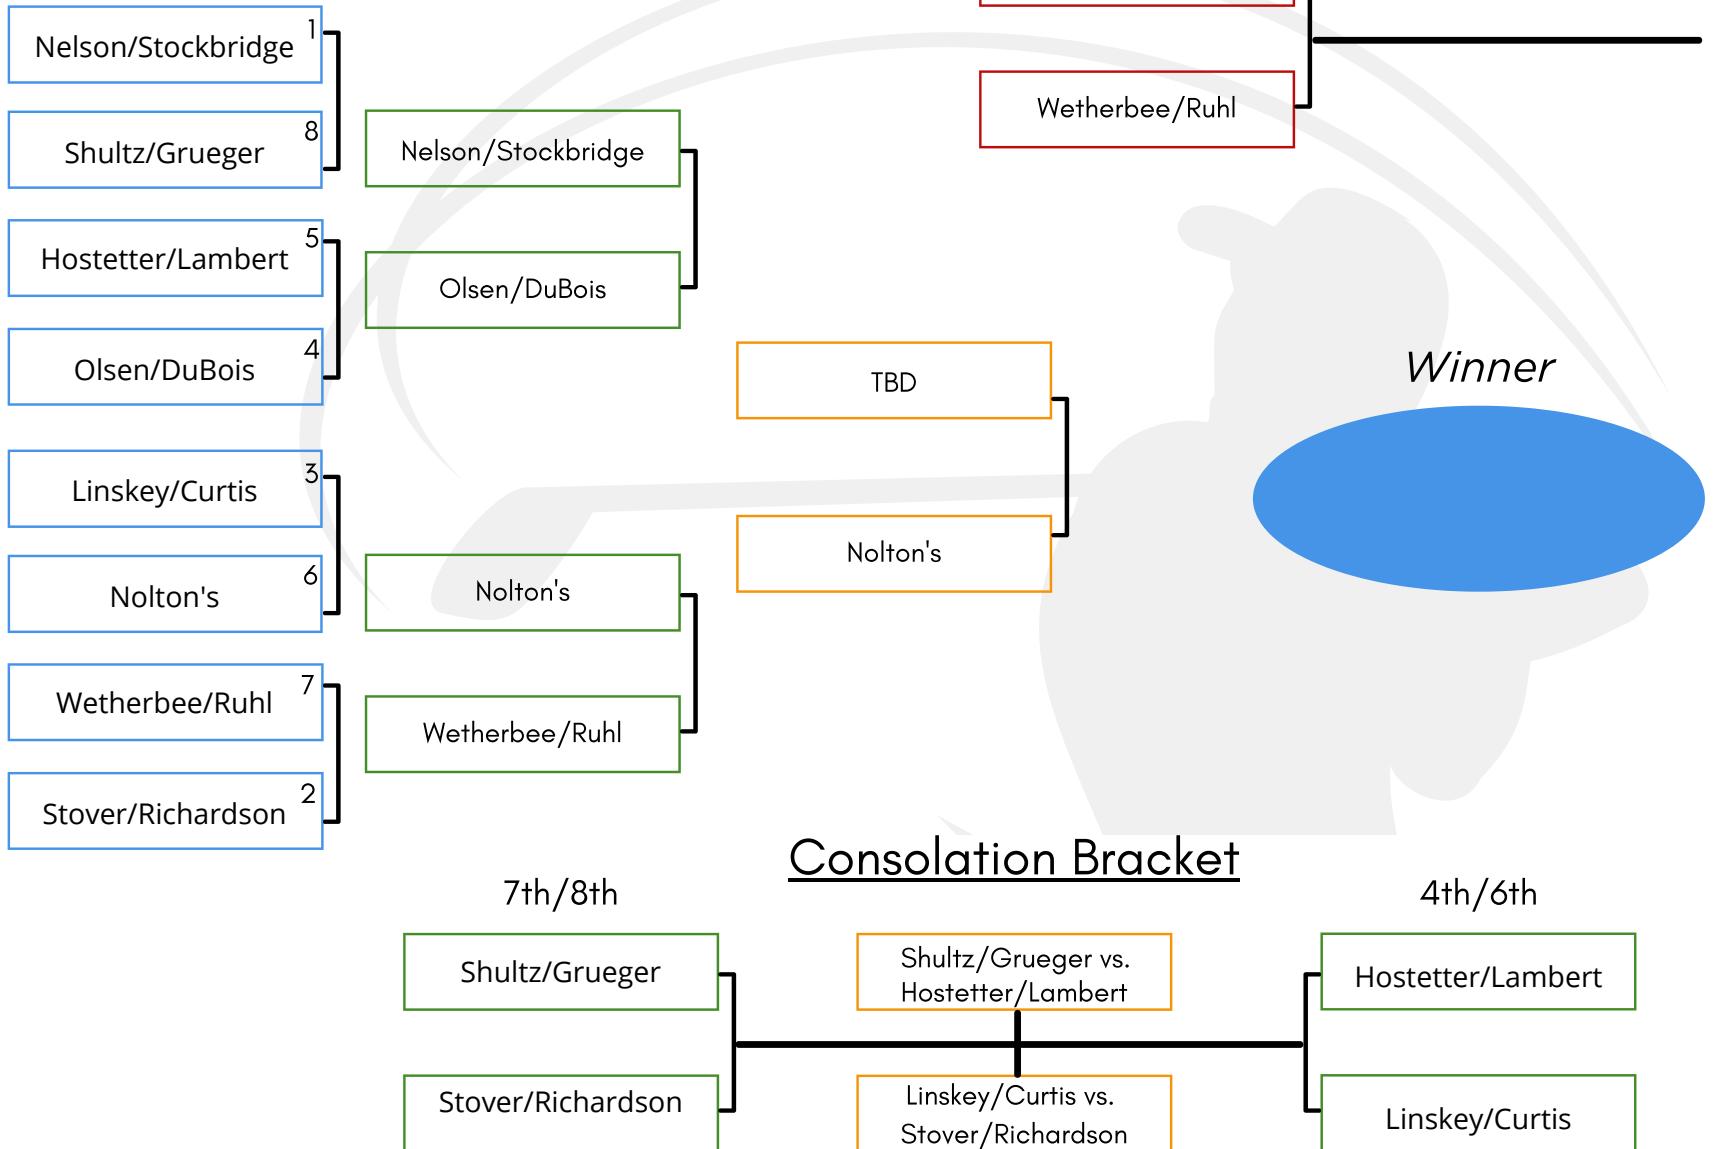 1
Nelson/Stockbridge
8
Shultz/Grueger
5
Hostetter/Lambert
4
Olsen/DuBois
3
Linskey/Curtis
6
Nolton's
7
Wetherbee/Ruhl
2
Stover/Richardson
Nelson/Stockbridge
Olsen/DuBois
Nolton's
Wetherbee/Ruhl
TBD
Nolton's
Wetherbee/Ruhl
Winner
Consolation Bracket
7th/8th
Shultz/Grueger
Stover/Richardson
Shultz/Grueger vs.
Hostetter/Lambert
Linskey/Curtis vs.
Stover/Richardson
4th/6th
Hostetter/Lambert
Linskey/Curtis